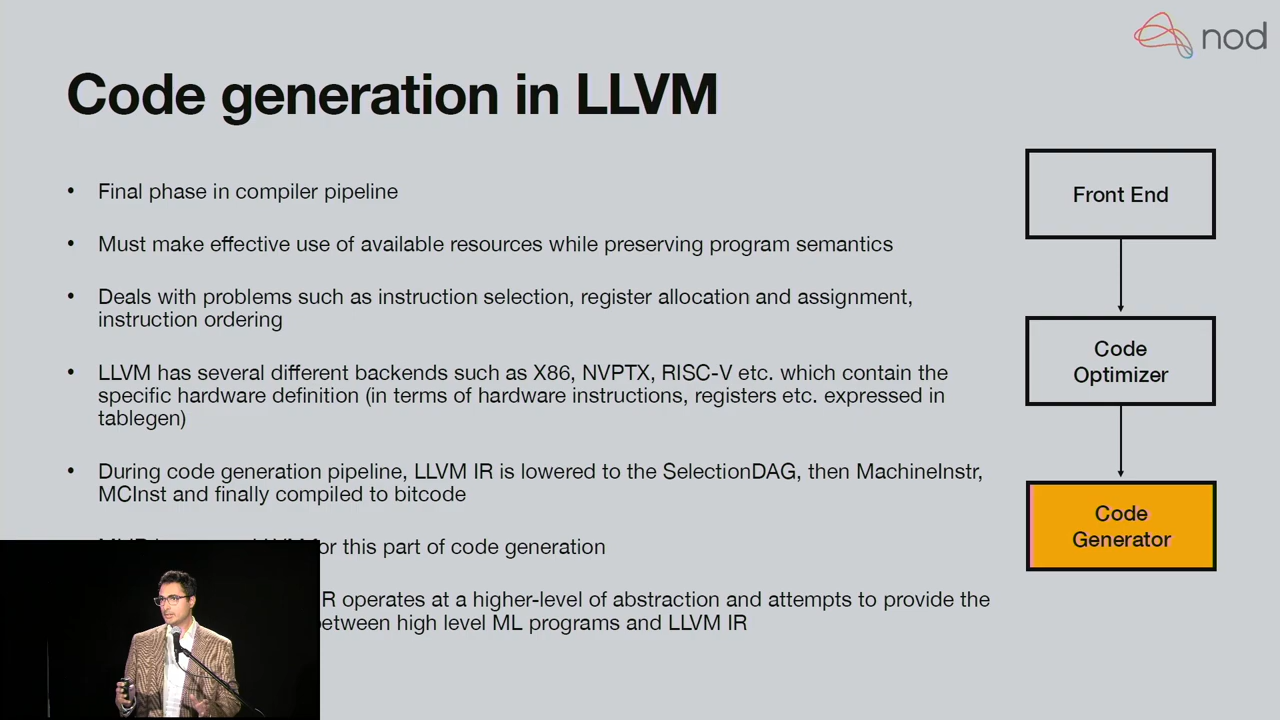 nod
Code generation in LLVM
• Final phase in compiler pipeline
• Must make effective use of available resources while preserving program semantics
• Deals with problems such as instruction selection, register allocation and assignment,
instruction ordering
• LLVM has several different backends such as X86, NVPTX, RISC-V etc. which contain the
specific hardware definition (in terms of hardware instructions, registers etc. expressed in
tablegen)
• During code generation pipeline, LLVM IR is lowered to the SelectionDAG, then MachineInstr,
MCInst and finally compiled to bitcode
for this part of code generation
operates at a higher-level of abstraction and attempts to provide the
between high level ML programs and LLVM IR
Front End
Code
Optimizer
Code
Generator